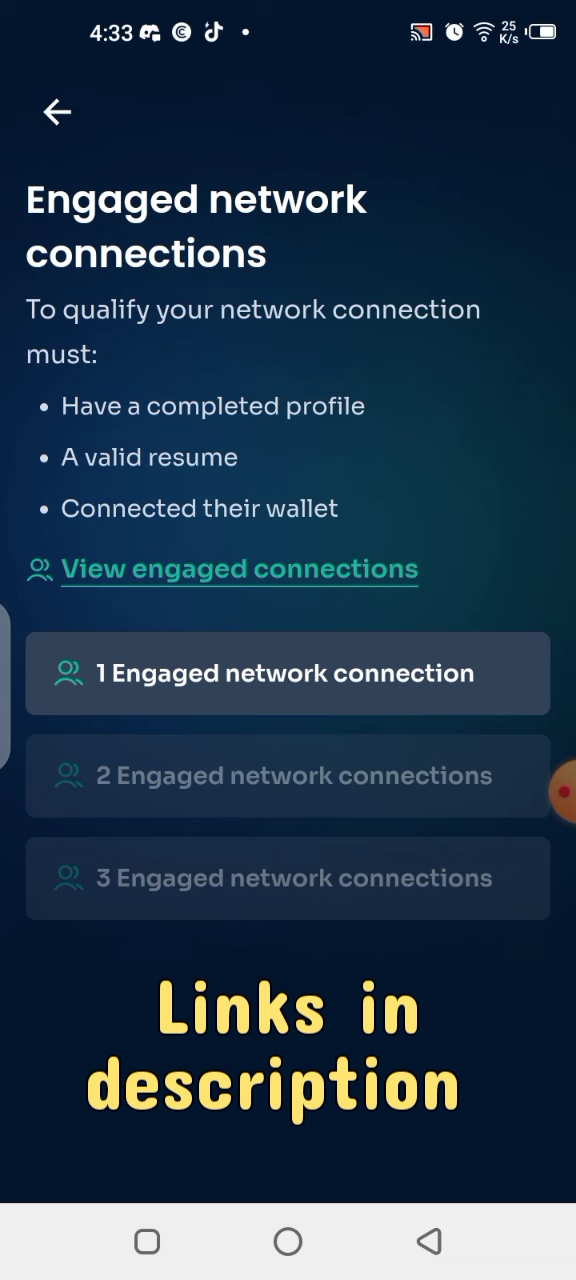 4:33
25
K/s
Engaged network
connections
To qualify your network connection
must:
• Have a completed profile
• A valid resume
• Connected their wallet
View engaged connections
1 Engaged network connection
2 Engaged network connections
3 Engaged network connections
Links in
description